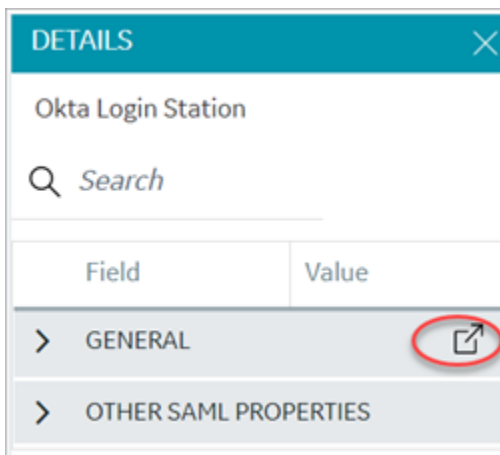 DETAILS
Okta Login Station
Search
Field Value
GENERAL
OTHER SAML PROPERTIES